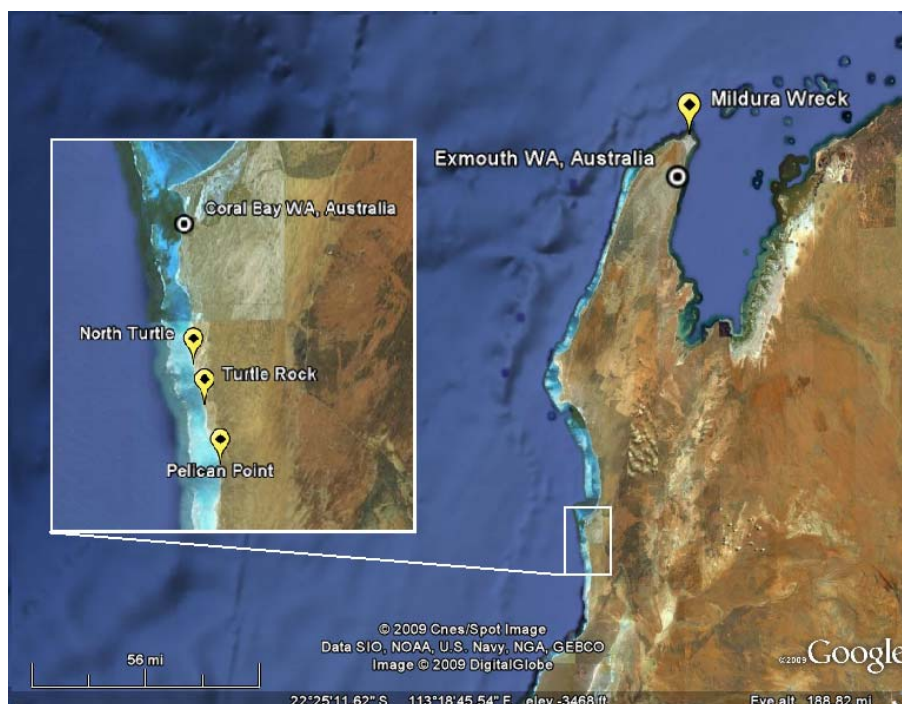 Mildura Wreck
Exmouth WA, Australia
Coral Bay WA, Australia
North Turtle
Turtle Rock
Pelican Point
© 2009 Cnes/Spot Image
Data SIO, NOAA, U.S. Navy, NGA, GEBCO
Image © 2009 DigitalGlobe
©2009 Google
56 mi
22°25'11.62" S 113°18'45.54" E elev -3468 ft Eye alt 188.82 mi